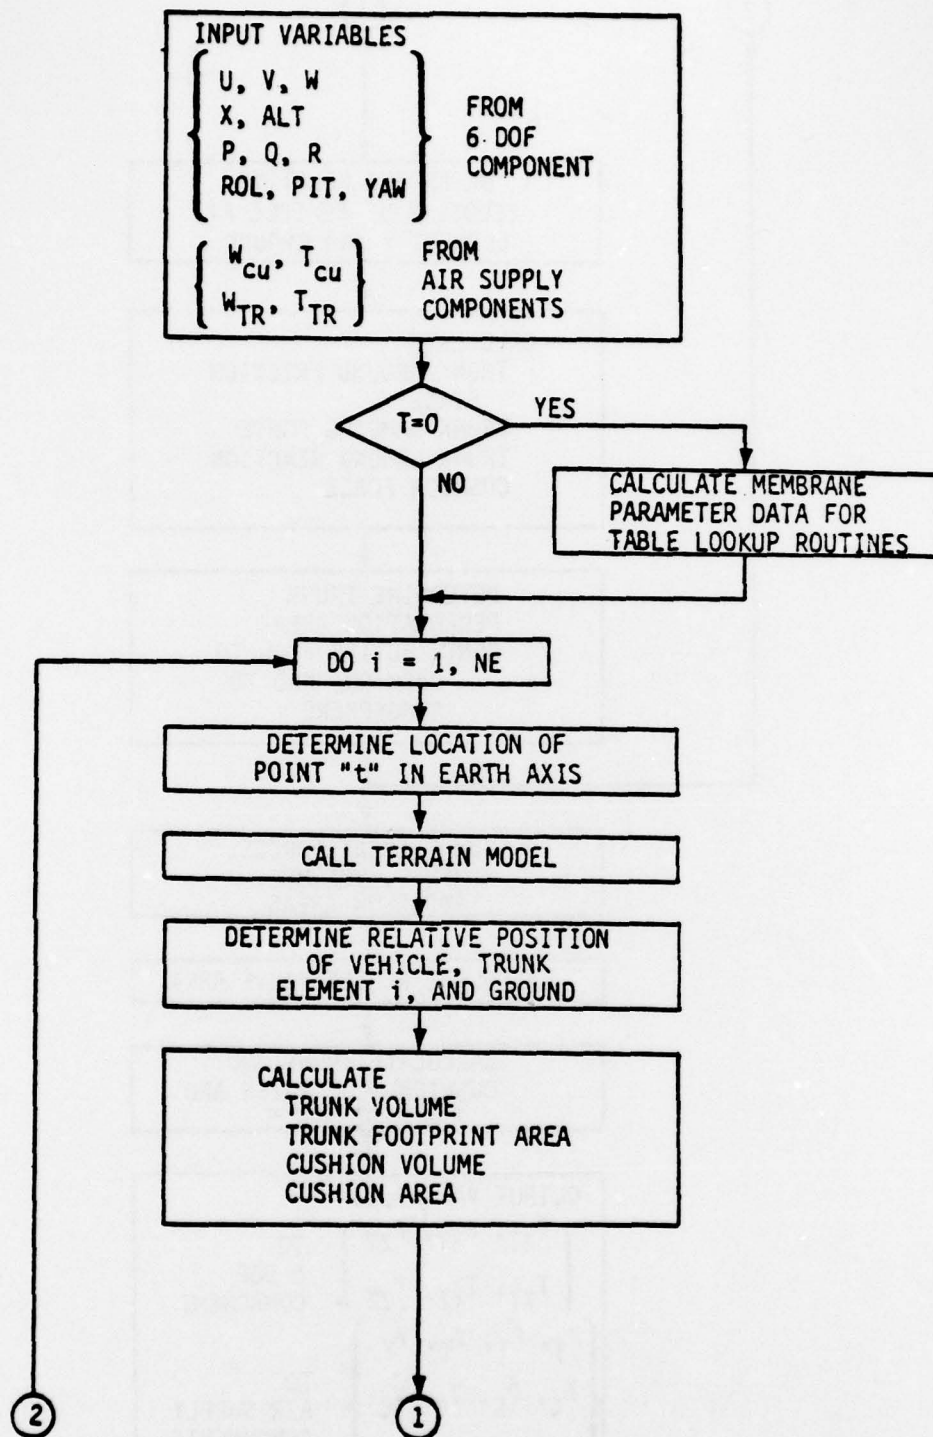 INPUT VARIABLES
U, V, W
X, ALT
P, Q, R
ROL, PIT, YAW
FROM
6 DOF
COMPONENT
W_cu, T_cu
W_TR, T_TR
FROM
AIR SUPPLY
COMPONENTS
T=0
YES
NO
CALCULATE MEMBRANE
PARAMETER DATA FOR
TABLE LOOKUP ROUTINES
DO i = 1, NE
DETERMINE LOCATION OF
POINT "t" IN EARTH AXIS
CALL TERRAIN MODEL
DETERMINE RELATIVE POSITION
OF VEHICLE, TRUNK
ELEMENT i, AND GROUND
CALCULATE
TRUNK VOLUME
TRUNK FOOTPRINT AREA
CUSHION VOLUME
CUSHION AREA
2
1